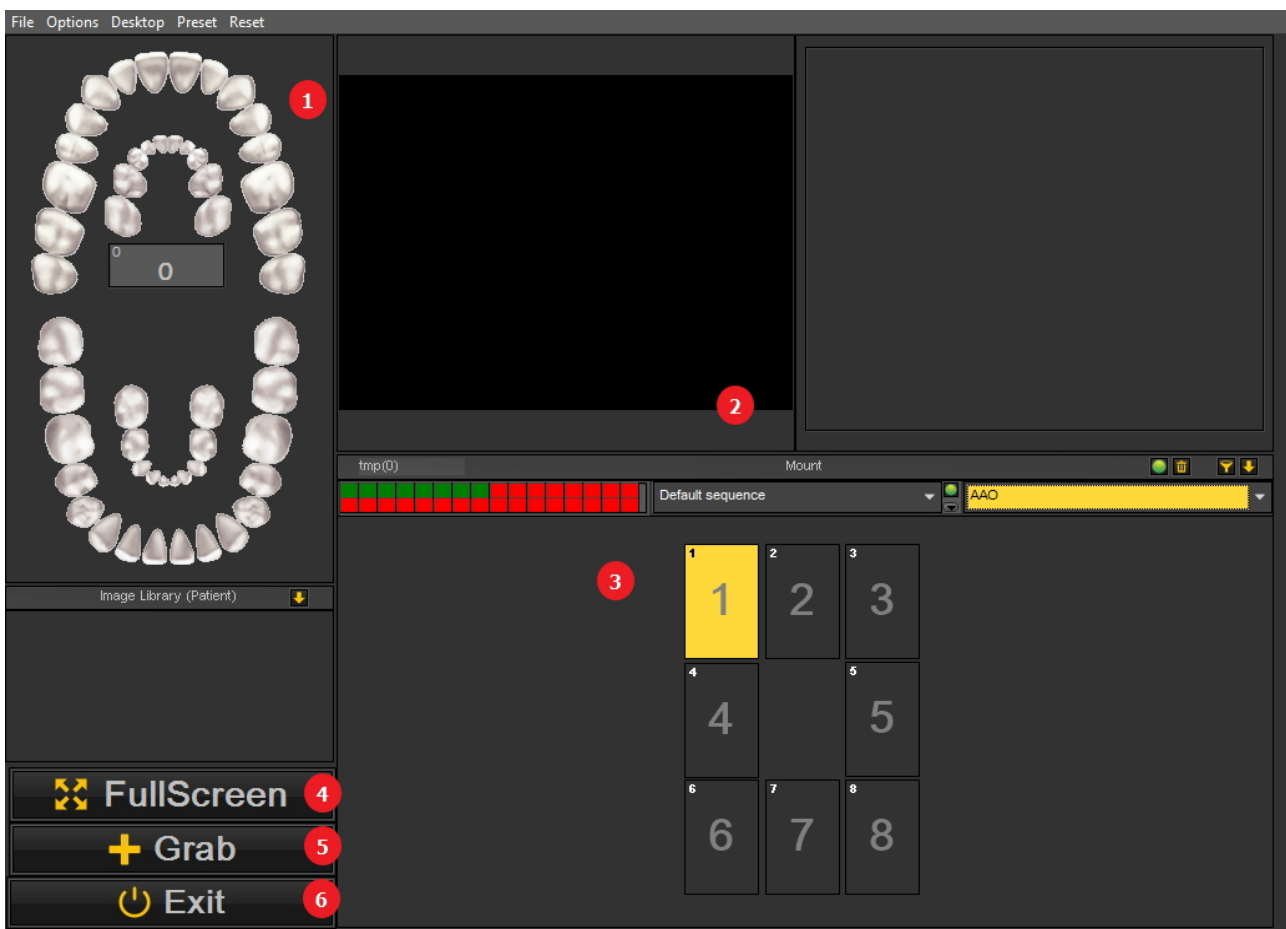 File Options Desktop Preset Reset
1
0
0
2
tmp(0) Mount
Default sequence AAO
3
1 2 3
1 2 3
4 5
4 5
6 7 8
6 7 8
Image Library (Patient)
FullScreen 4
Grab 5
Exit 6